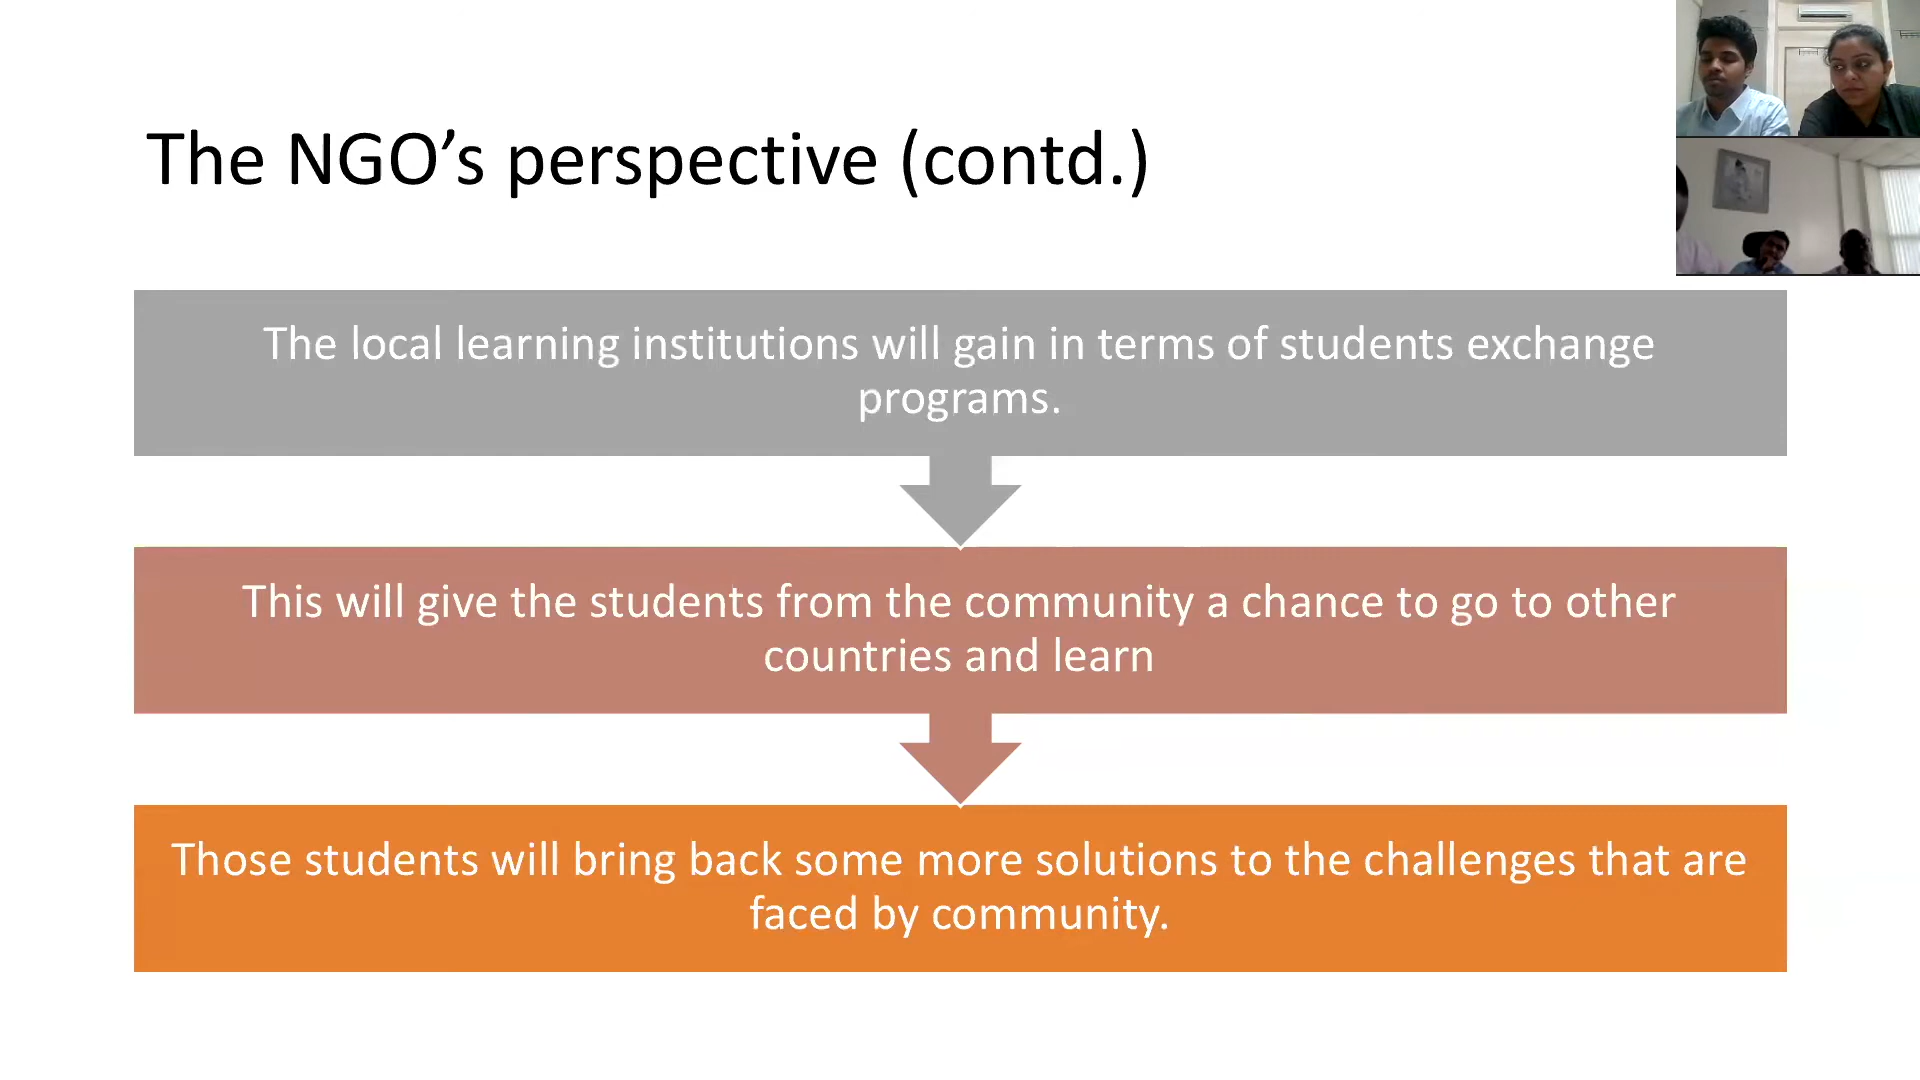 The NGO’s perspective (contd.)
The local learning institutions will gain in terms of students exchange
programs.
This will give the students from the community a chance to go to other
countries and learn
Those students will bring back some more solutions to the challenges that are
faced by community.